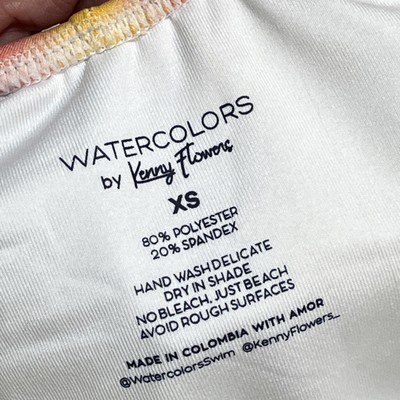 WATERCOLORS
by Kenny Flowers
XS
80% POLYESTER
20% SPANDEX
HAND WASH DELICATE
DRY IN SHADE
NO BLEACH, JUST BEACH
AVOID ROUGH SURFACES
MADE IN COLOMBIA WITH AMOR
@WatercolorsSwim @KennyFlowers_